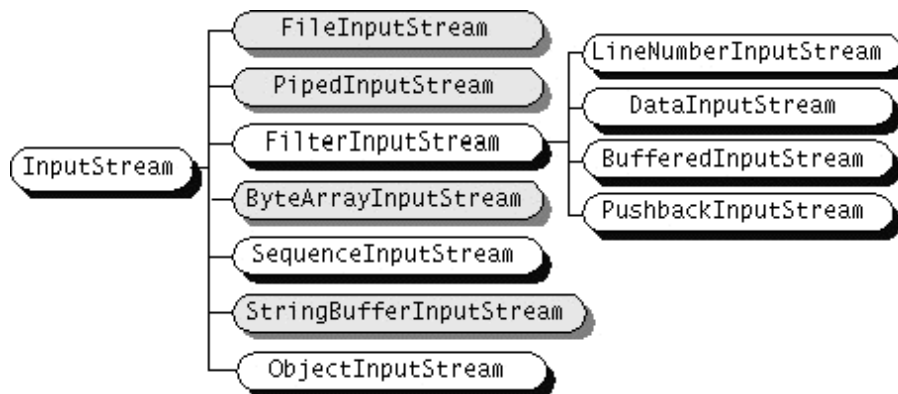 InputStream
FileInputStream
PipedInputStream
FilterInputStream
ByteArrayInputStream
SequenceInputStream
StringBufferInputStream
ObjectInputStream
LineNumberInputStream
DataInputStream
BufferedInputStream
PushbackInputStream